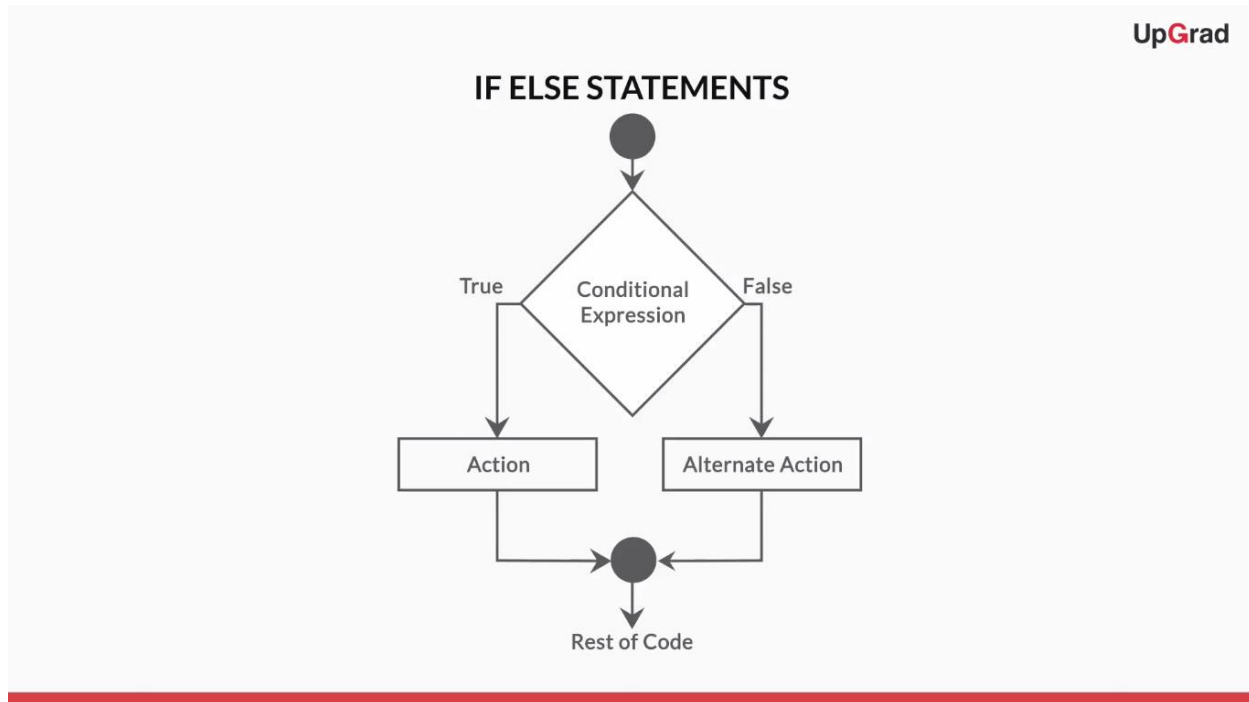 UpGrad
IF ELSE STATEMENTS
True
Conditional
Expression
False
Action
Alternate Action
Rest of Code